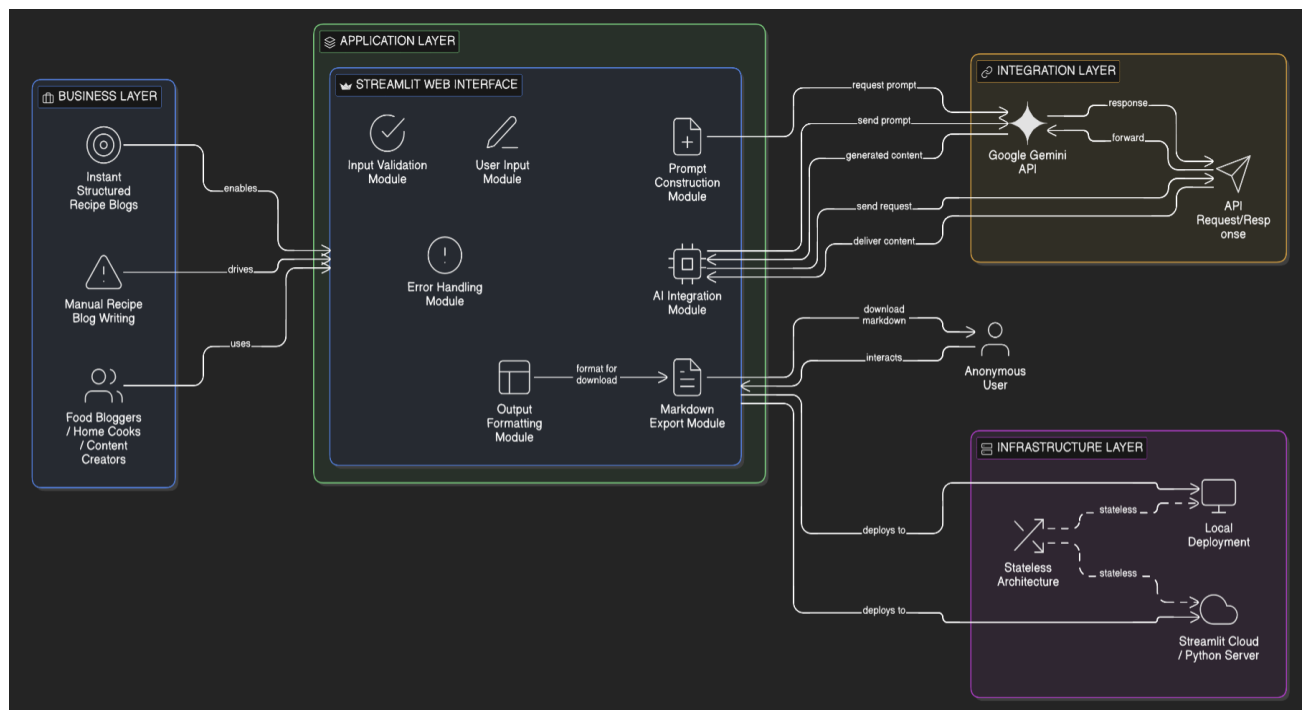 BUSINESS LAYER
Instant
Structured
Recipe Blogs
Manual Recipe
Blog Writing
Food Bloggers
/ Home Cooks
/ Content
Creators
enables
drives
uses
APPLICATION LAYER
STREAMLIT WEB INTERFACE
Input Validation
Module
User Input
Module
Prompt
Construction
Module
Error Handling
Module
AI Integration
Module
Output
Formatting
Module
format for
download
Markdown
Export Module
request prompt
send prompt
generated content
send request
deliver content
download
markdown
interacts
deploys to
deploys to
INTEGRATION LAYER
Google Gemini
API
response
forward
API
Request/Resp
onse
Anonymous
User
INFRASTRUCTURE LAYER
Stateless
Architecture
stateless
stateless
Local
Deployment
Streamlit Cloud
/ Python Server